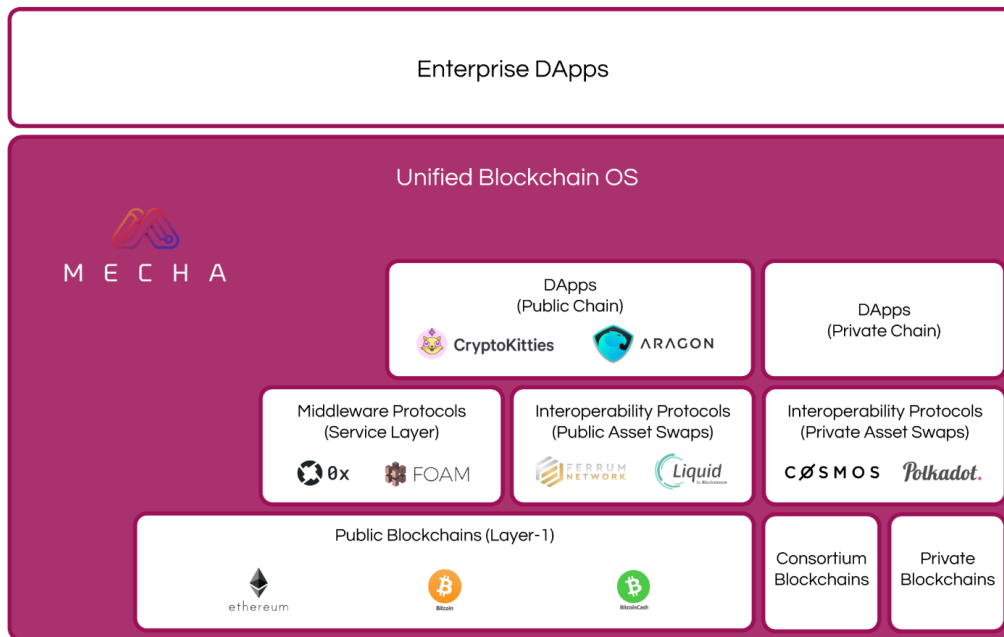 Enterprise DApps
Unified Blockchain OS
MECHA
DApps
(Public Chain)
CryptoKitties
ARAGON
DApps
(Private Chain)
Middleware Protocols
(Service Layer)
0x
FOAM
Interoperability Protocols
(Public Asset Swaps)
FERRUM
NETWORK
Liquid
by Blockstream
Interoperability Protocols
(Private Asset Swaps)
COSMOS
Polkadot.
Public Blockchains (Layer-1)
ethereum
Bitcoin
BitcoinCash
Consortium
Blockchains
Private
Blockchains